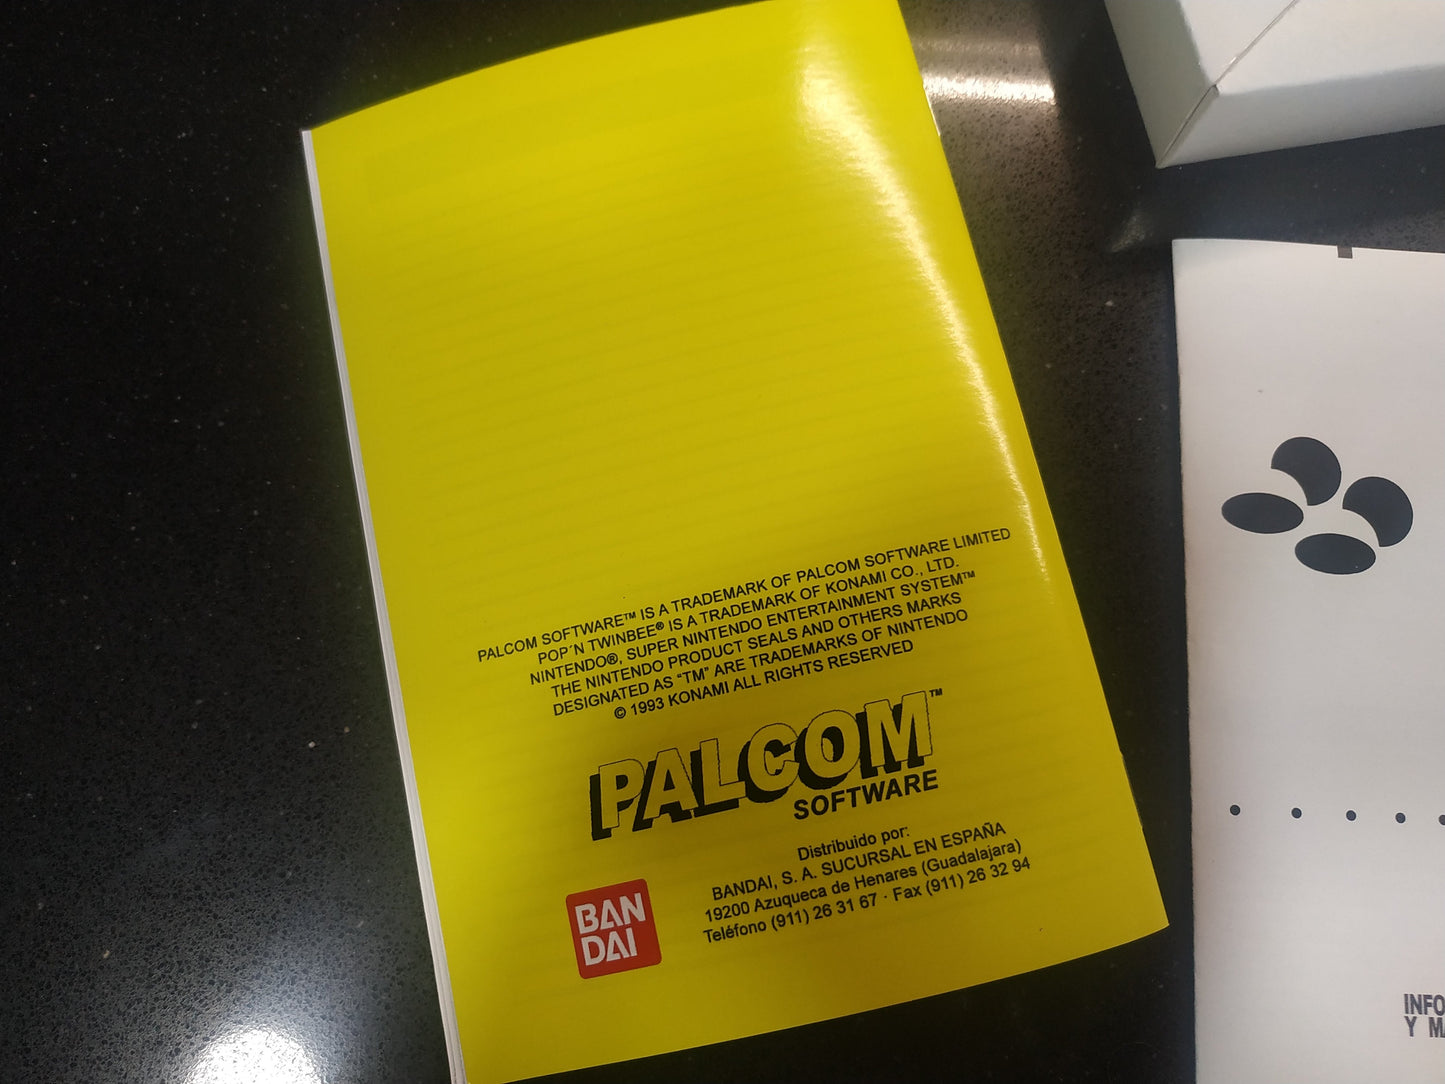 PALCOM SOFTWARE™ IS A TRADEMARK OF PALCOM SOFTWARE LIMITED
POP´N TWINBEE® IS A TRADEMARK OF KONAMI CO., LTD.
NINTENDO®, SUPER NINTENDO ENTERTAINMENT SYSTEM™
THE NINTENDO PRODUCT SEALS AND OTHERS MARKS
DESIGNATED AS “TM” ARE TRADEMARKS OF NINTENDO
© 1993 KONAMI ALL RIGHTS RESERVED
PALCOM™
SOFTWARE
Distribuido por:
BANDAI, S. A. SUCURSAL EN ESPAÑA
19200 Azuqueca de Henares (Guadalajara)
Teléfono (911) 26 31 67 · Fax (911) 26 32 94
BAN
DAI
INFO
Y